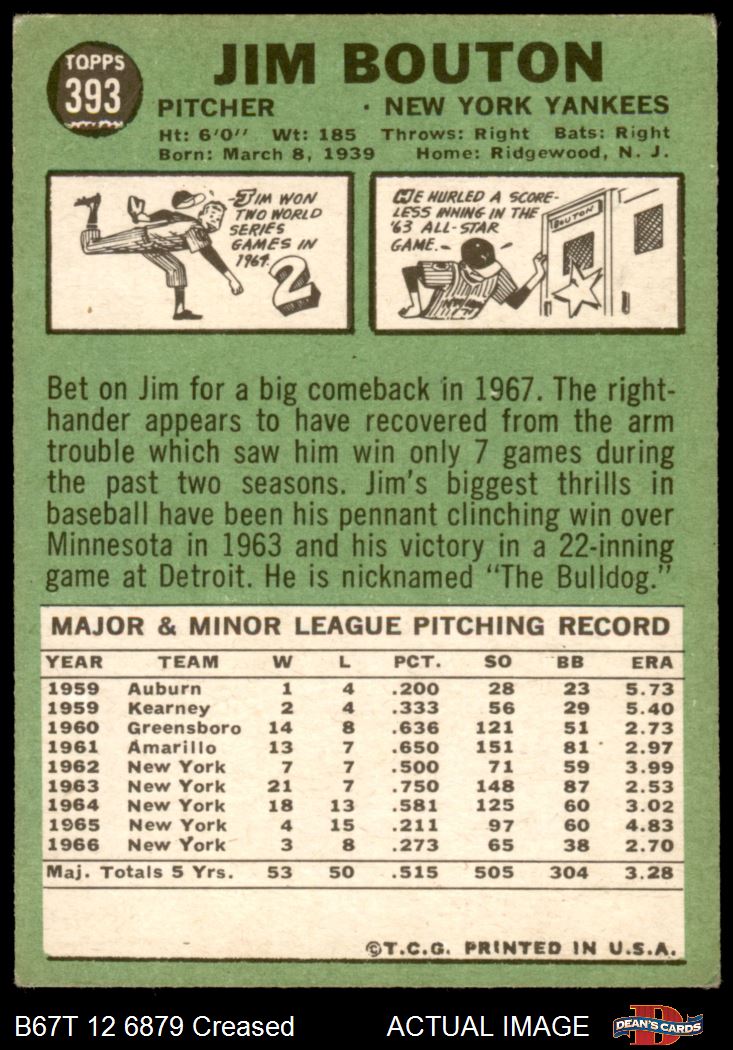 TOPPS
393
JIM BOUTON
PITCHER · NEW YORK YANKEES
Ht: 6'0" Wt: 185 Throws: Right Bats: Right
Born: March 8, 1939 Home: Ridgewood, N. J.
JIM WON
TWO WORLD
SERIES
GAMES IN
1964.
2
HE HURLED A SCORE-
LESS INNING IN THE
'63 ALL-STAR
GAME.
BOUTON
Bet on Jim for a big comeback in 1967. The right-
hander appears to have recovered from the arm
trouble which saw him win only 7 games during
the past two seasons. Jim's biggest thrills in
baseball have been his pennant clinching win over
Minnesota in 1963 and his victory in a 22-inning
game at Detroit. He is nicknamed "The Bulldog."
MAJOR & MINOR LEAGUE PITCHING RECORD
YEAR TEAM W L PCT. SO BB ERA
1959 Auburn 1 4 .200 28 23 5.73
1959 Kearney 2 4 .333 56 29 5.40
1960 Greensboro 14 8 .636 121 51 2.73
1961 Amarillo 13 7 .650 151 81 2.97
1962 New York 7 7 .500 71 59 3.99
1963 New York 21 7 .750 148 87 2.53
1964 New York 18 13 .581 125 60 3.02
1965 New York 4 15 .211 97 60 4.83
1966 New York 3 8 .273 65 38 2.70
Maj. Totals 5 Yrs. 53 50 .515 505 304 3.28
©T.C.G. PRINTED IN U.S.A.
B67T 12 6879 Creased ACTUAL IMAGE
D
DEAN'S CARDS